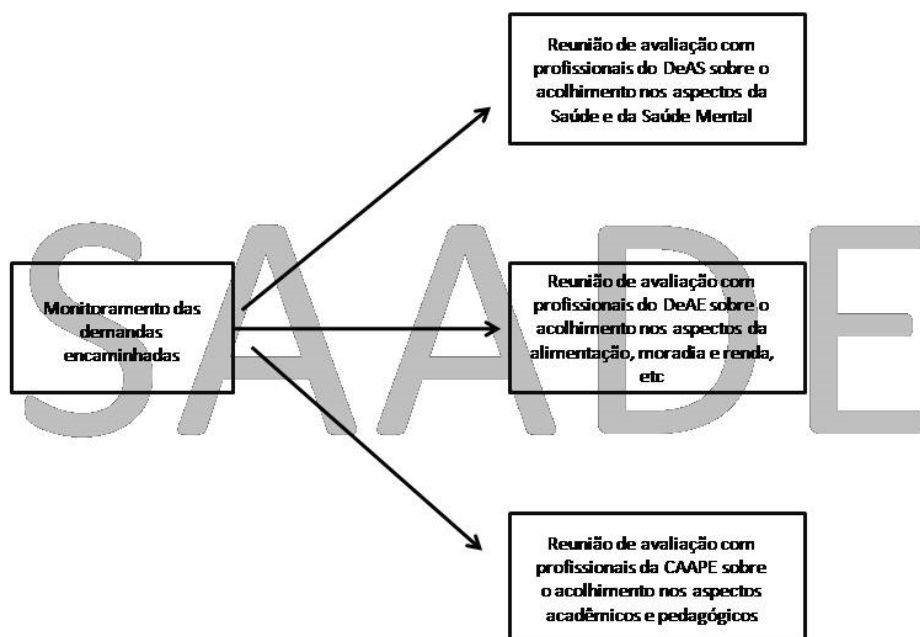 Reunião de avaliação com
profissionais do DeAS sobre o
acolhimento nos aspectos da
Saúde e da Saúde Mental
SAADE
Monitoramento das
demandas
encaminhadas
Reunião de avaliação com
profissionais do DeAE sobre o
acolhimento nos aspectos da
alimentação, moradia e renda,
etc
Reunião de avaliação com
profissionais da CAAPE sobre
o acolhimento nos aspectos
acadêmicos e pedagógicos